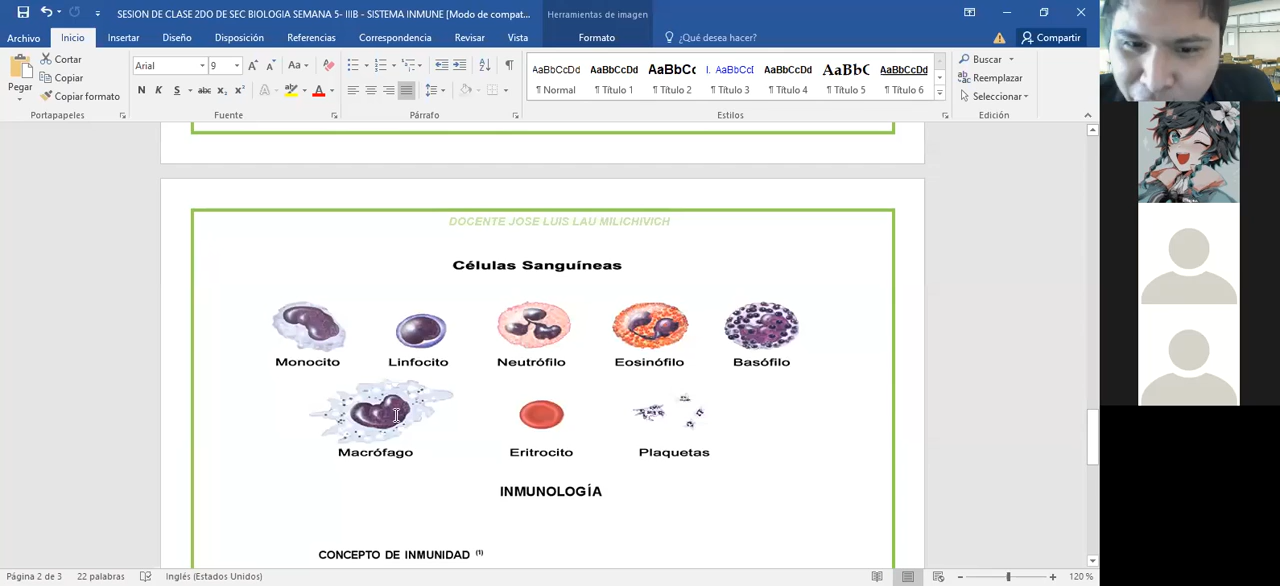 SESION DE CLASE 2DO DE SEC BIOLOGIA SEMANA 5- IIIB - SISTEMA INMUNE [Modo de compat...
Herramientas de imagen
Archivo Inicio Insertar Diseño Disposición Referencias Correspondencia Revisar Vista Formato ¿Qué desea hacer? Compartir
Pegar
Cortar
Copiar
Copiar formato
Portapapeles
Arial 9
Aa
N K S abc x₂ x²
A A
Fuente
Párrafo
AaBbCcDd AaBbCcDd AaBbCc I. AaBbCcI AaBbCcDd AaBbC AaBbCcDd
¶ Normal ¶ Título 1 ¶ Título 2 ¶ Título 3 ¶ Título 4 ¶ Título 5 ¶ Título 6
Estilos
Buscar
Reemplazar
Seleccionar
Edición
DOCENTE JOSE LUIS LAU MILICHIVICH
Células Sanguíneas
Monocito Linfocito Neutrófilo Eosinófilo Basófilo
Macrófago Eritrocito Plaquetas
INMUNOLOGÍA
CONCEPTO DE INMUNIDAD (1)
Página 2 de 3 22 palabras Inglés (Estados Unidos) 120 %